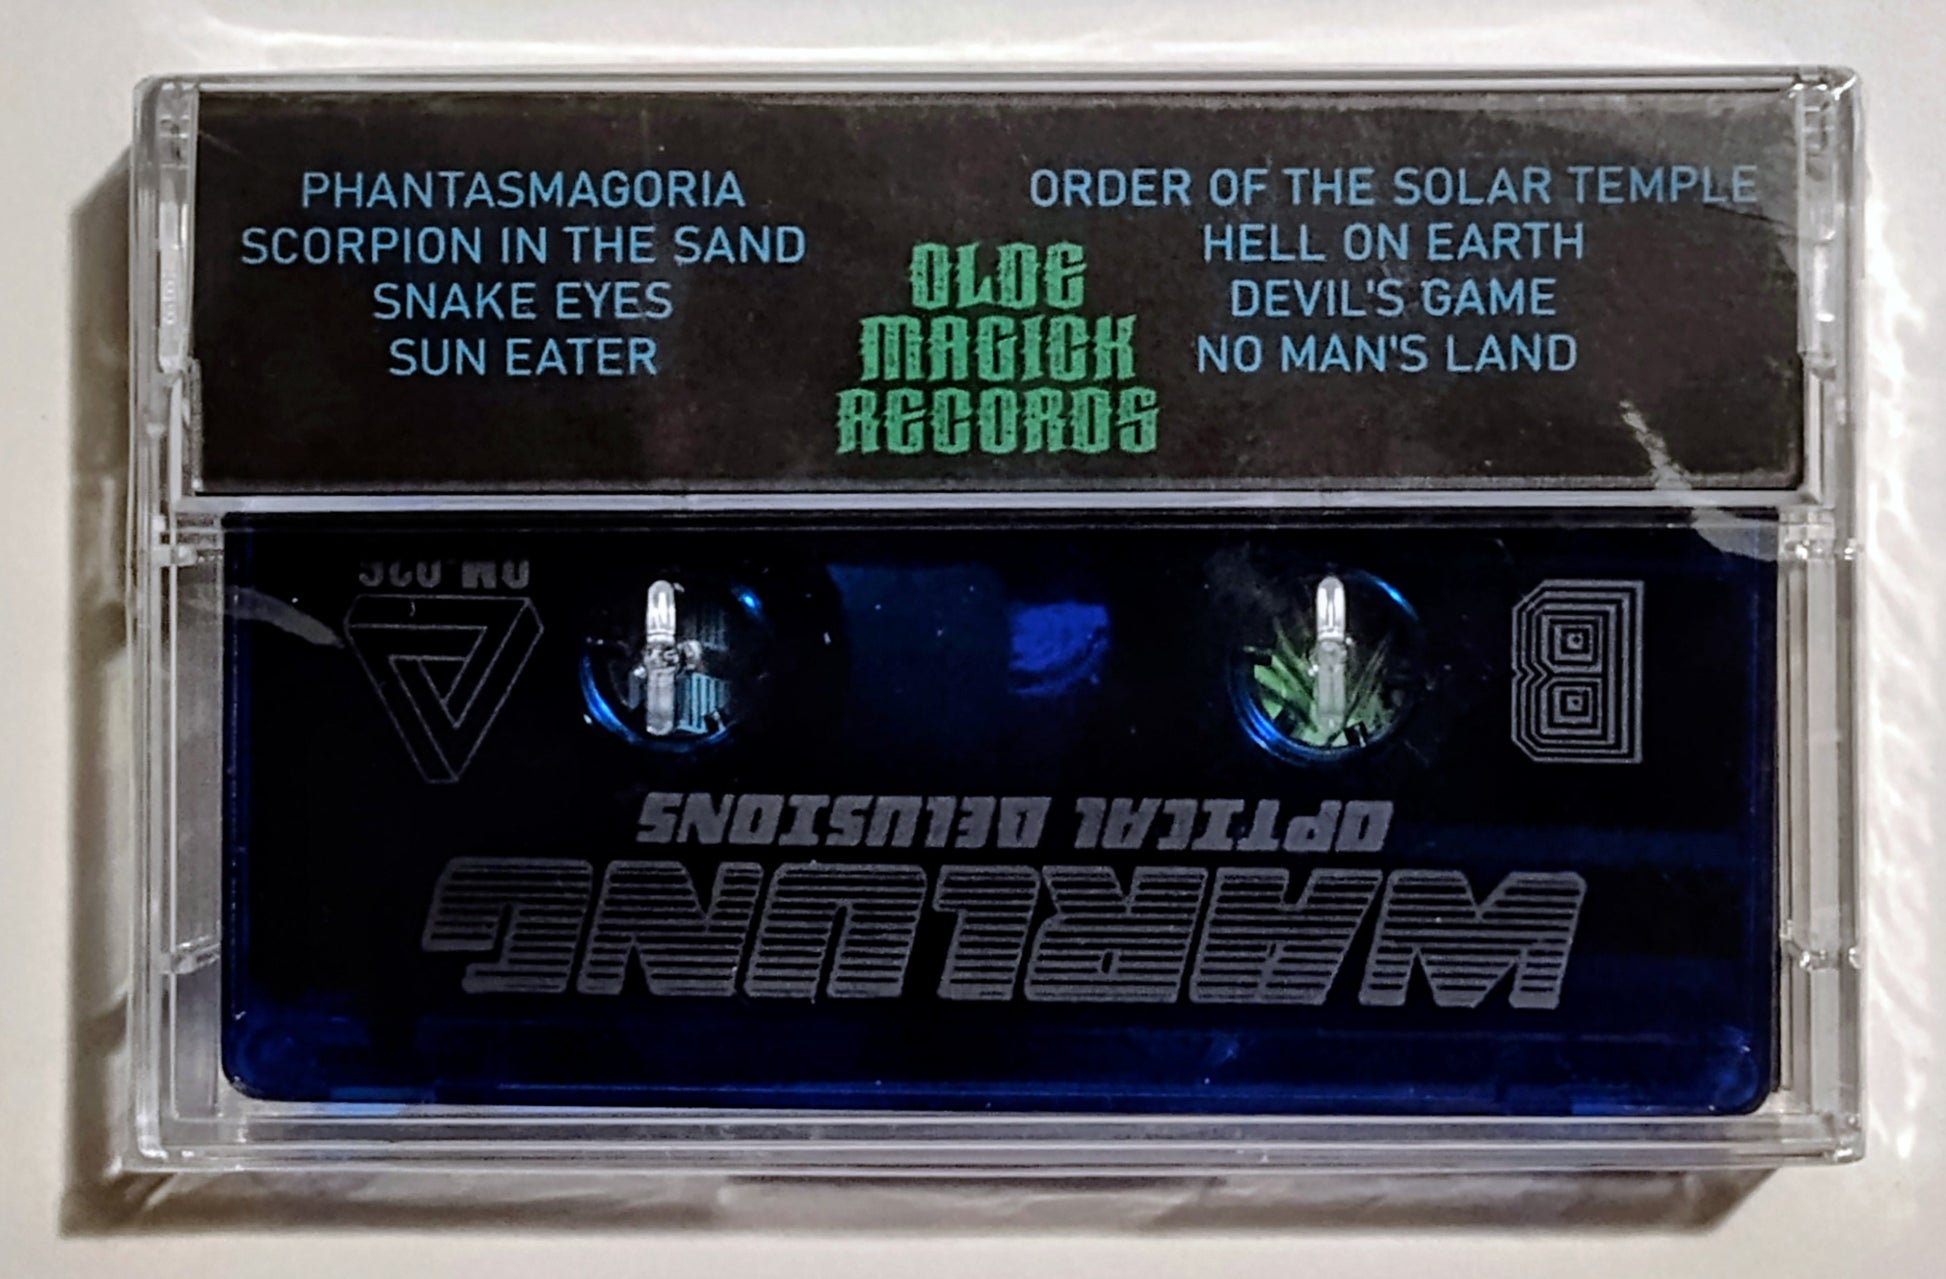 PHANTASMAGORIA
SCORPION IN THE SAND
SNAKE EYES
SUN EATER
OLDE
MAGICK
RECORDS
ORDER OF THE SOLAR TEMPLE
HELL ON EARTH
DEVIL'S GAME
NO MAN'S LAND
B
WARLUNG
OPTICAL DELUSIONS